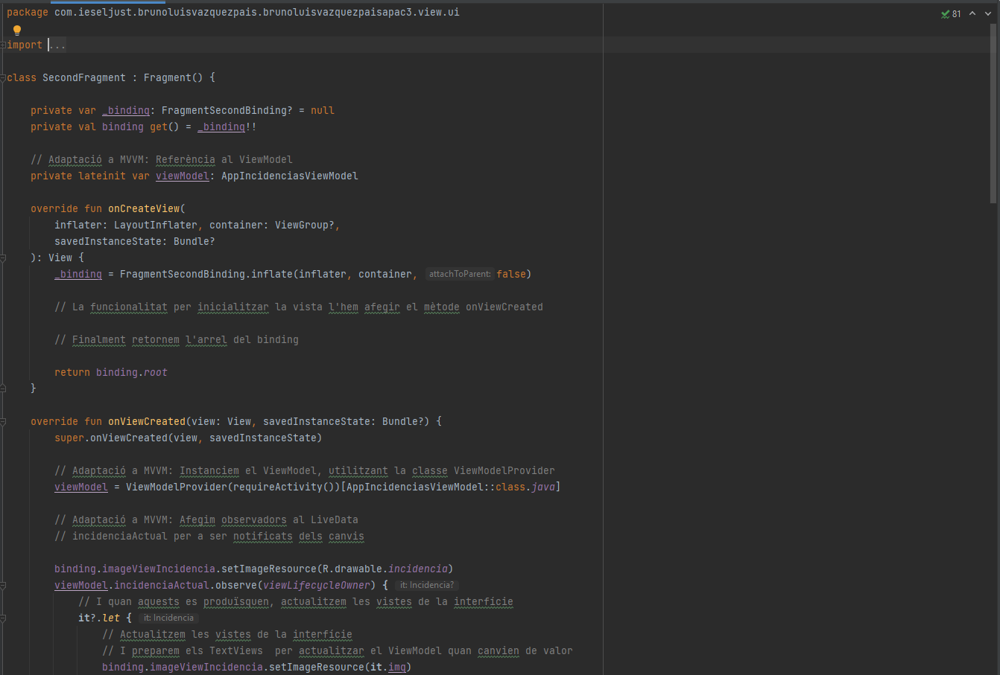 package com.ieseljust.brunoluisvazquezpais.brunoluisvazquezpaisapac3.view.ui
81
import ...
class SecondFragment : Fragment() {
private var _binding: FragmentSecondBinding? = null
private val binding get() = _binding!!
// Adaptació a MVVM: Referència al ViewModel
private lateinit var viewModel: AppIncidenciasViewModel
override fun onCreateView(
inflater: LayoutInflater, container: ViewGroup?,
savedInstanceState: Bundle?
): View {
_binding = FragmentSecondBinding.inflate(inflater, container, attachToParent: false)
// La funcionalitat per inicialitzar la vista l'hem afegir el mètode onViewCreated
// Finalment retornem l'arrel del binding
return binding.root
}
override fun onViewCreated(view: View, savedInstanceState: Bundle?) {
super.onViewCreated(view, savedInstanceState)
// Adaptació a MVVM: Instanciem el ViewModel, utilitzant la classe ViewModelProvider
viewModel = ViewModelProvider(requireActivity())[AppIncidenciasViewModel::class.java]
// Adaptació a MVVM: Afegim observadors al LiveData
// incidenciaActual per a ser notificats dels canvis
binding.imageViewIncidencia.setImageResource(R.drawable.incidencia)
viewModel.incidenciaActual.observe(viewLifecycleOwner) { it: Incidencia?
// I quan aquests es produïsquen, actualitzem les vistes de la interfície
it?.let { it: Incidencia
// Actualitzem les vistes de la interfície
// I preparem els TextViews  per actualitzar el ViewModel quan canvien de valor
binding.imageViewIncidencia.setImageResource(it.img)